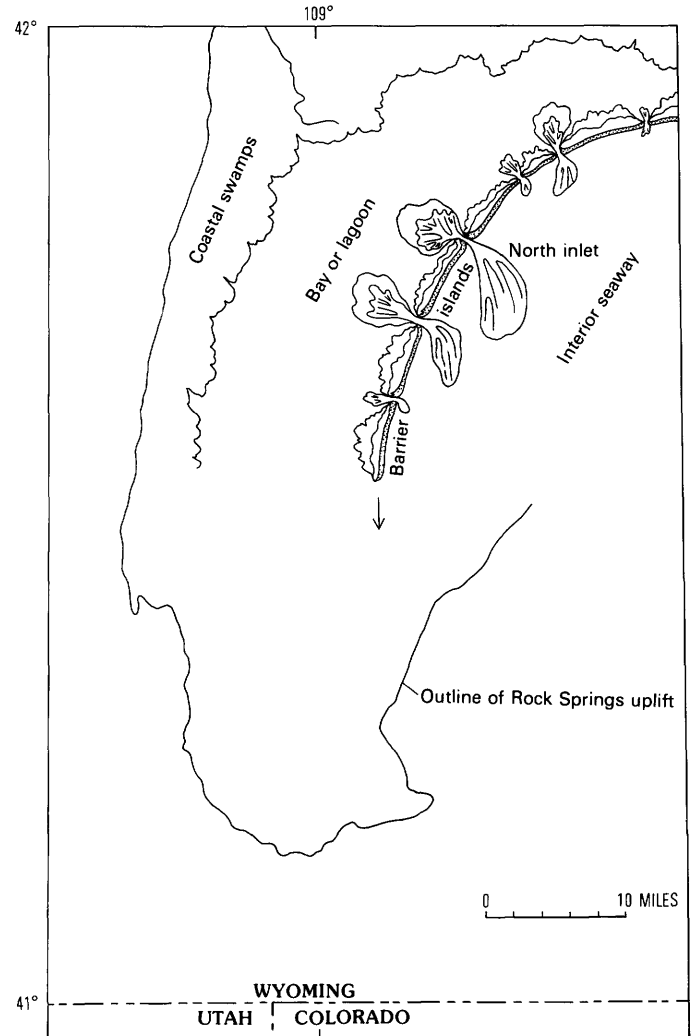 109°
42°
Coastal swamps
Bay or lagoon
North inlet
islands
Interior seaway
Barrier
Outline of Rock Springs uplift
0 10 MILES
WYOMING
41°
UTAH COLORADO